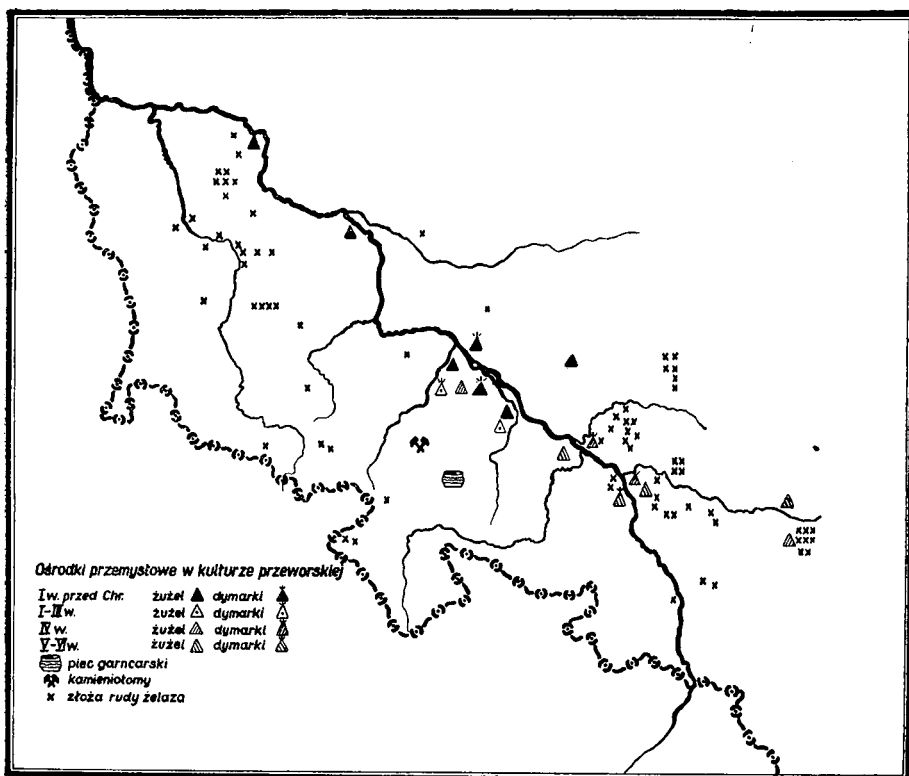 Ośrodki przemysłowe w kulturze przeworskiej
I w. przed Chr. żużel dymarki
I-III w. żużel dymarki
IV w. żużel dymarki
V-VI w. żużel dymarki
piec garncarski
kamieniołomy
x złoża rudy żelaza